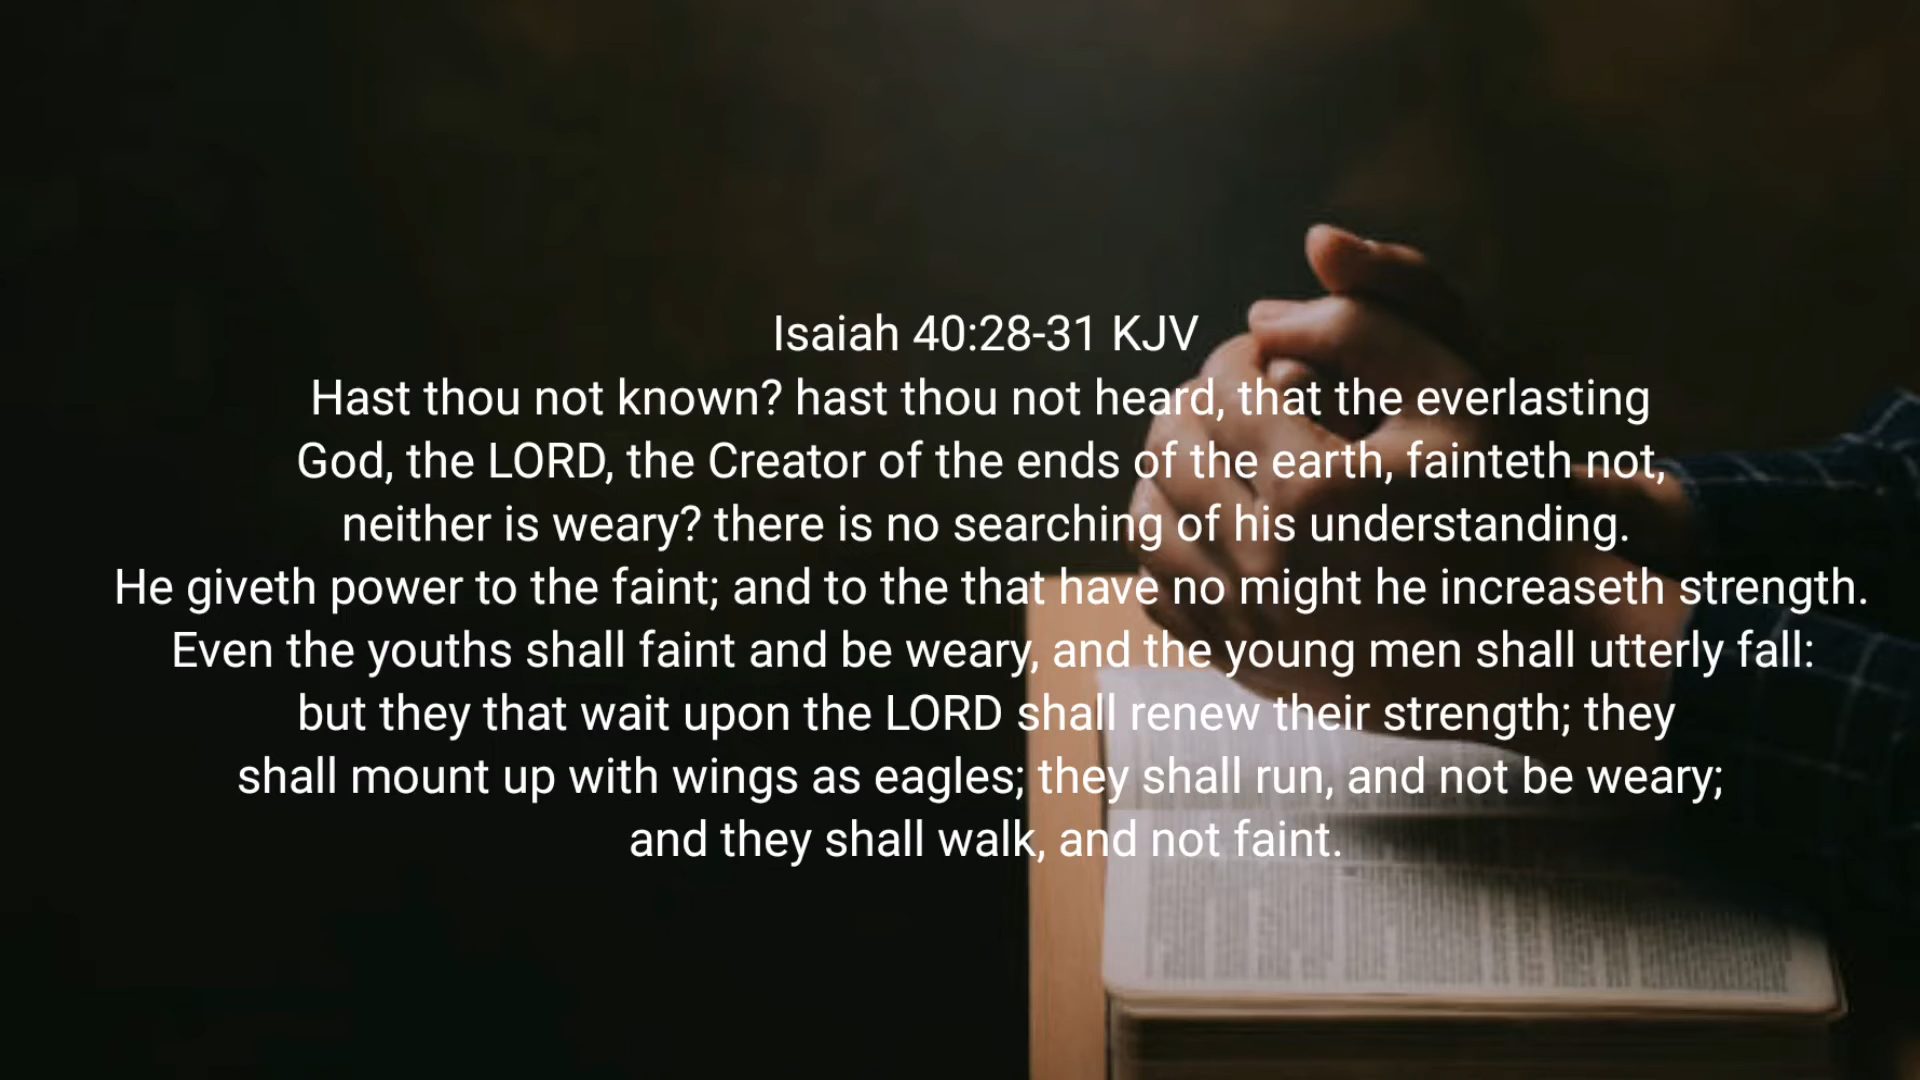 Isaiah 40:28-31 KJV
Hast thou not known? hast thou not heard, that the everlasting
God, the LORD, the Creator of the ends of the earth, fainteth not,
neither is weary? there is no searching of his understanding.
He giveth power to the faint; and to the that have no might he increaseth strength.
Even the youths shall faint and be weary, and the young men shall utterly fall:
but they that wait upon the LORD shall renew their strength; they
shall mount up with wings as eagles; they shall run, and not be weary;
and they shall walk, and not faint.